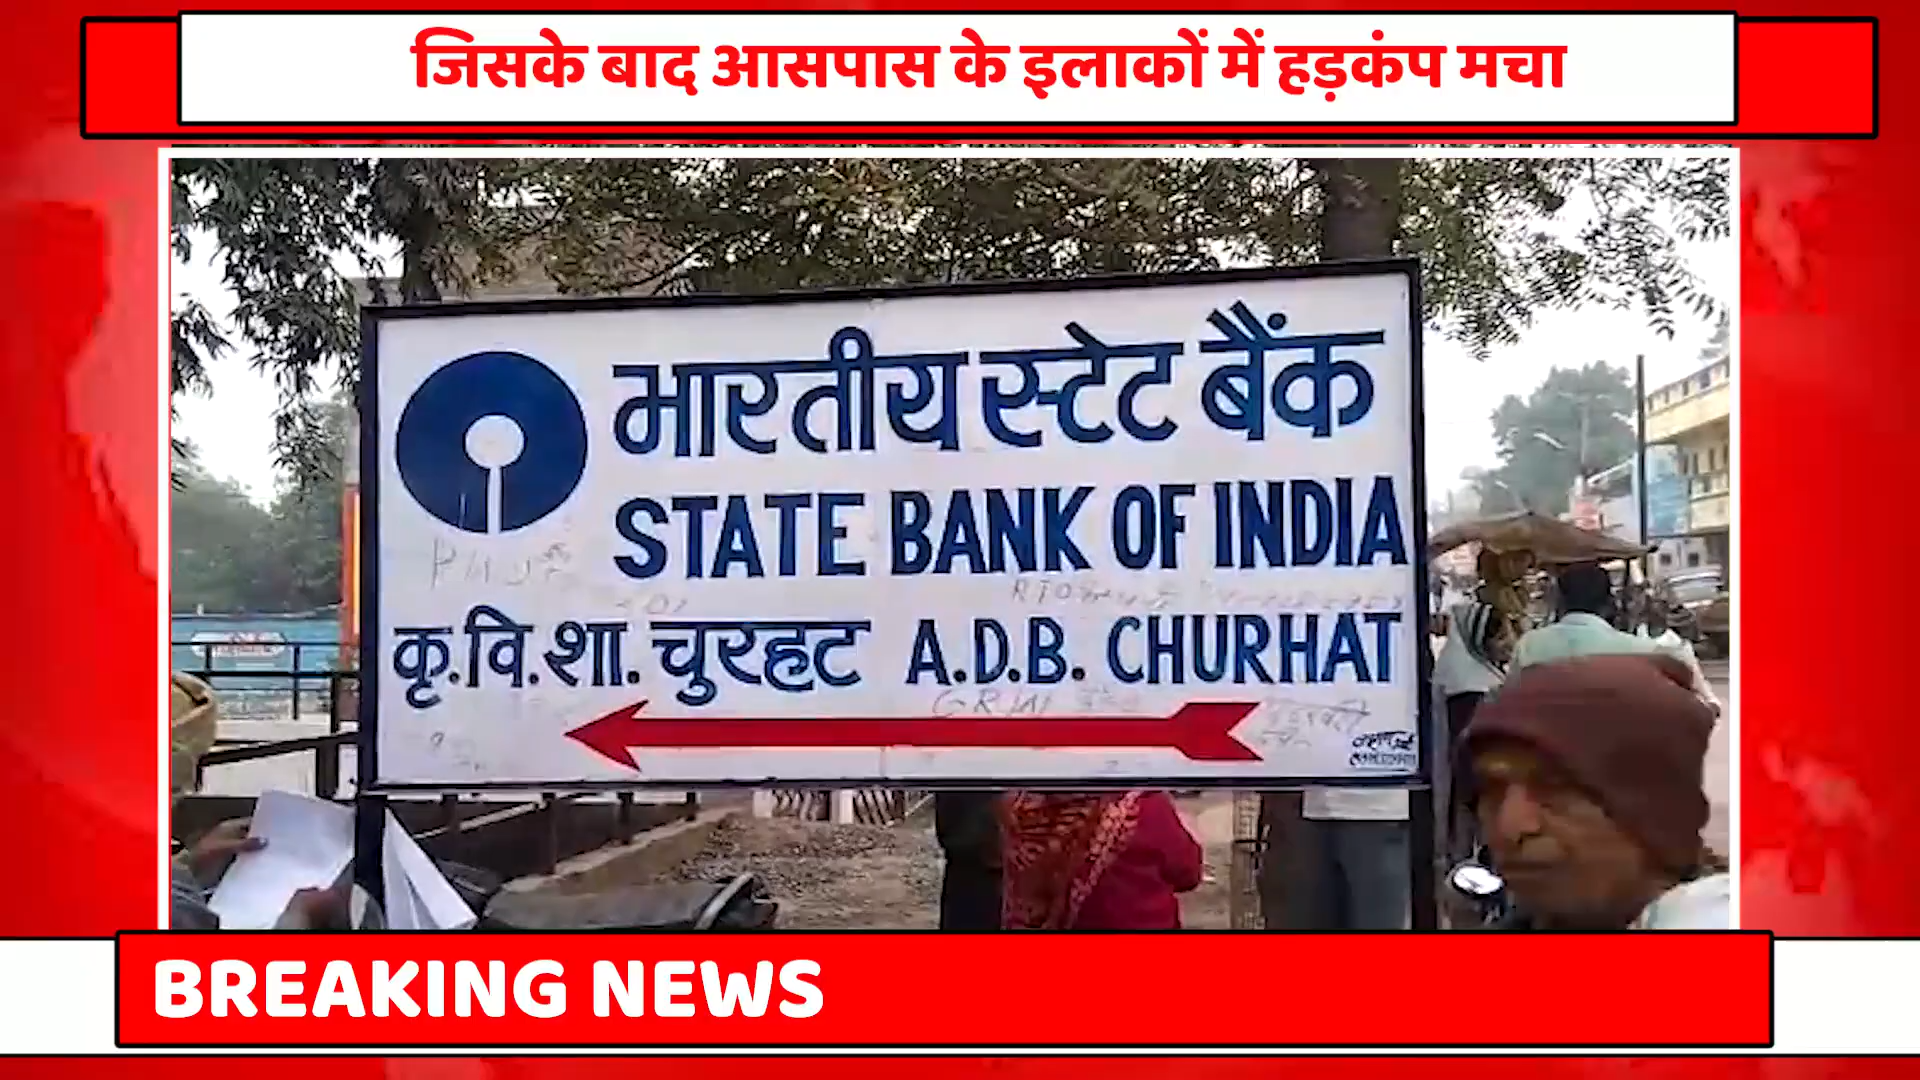 जिसके बाद आसपास के इलाकों में हड़कंप मचा
भारतीय स्टेट बैंक
STATE BANK OF INDIA
कृ.वि.शा. चुरहट A.D.B. CHURHAT
BREAKING NEWS